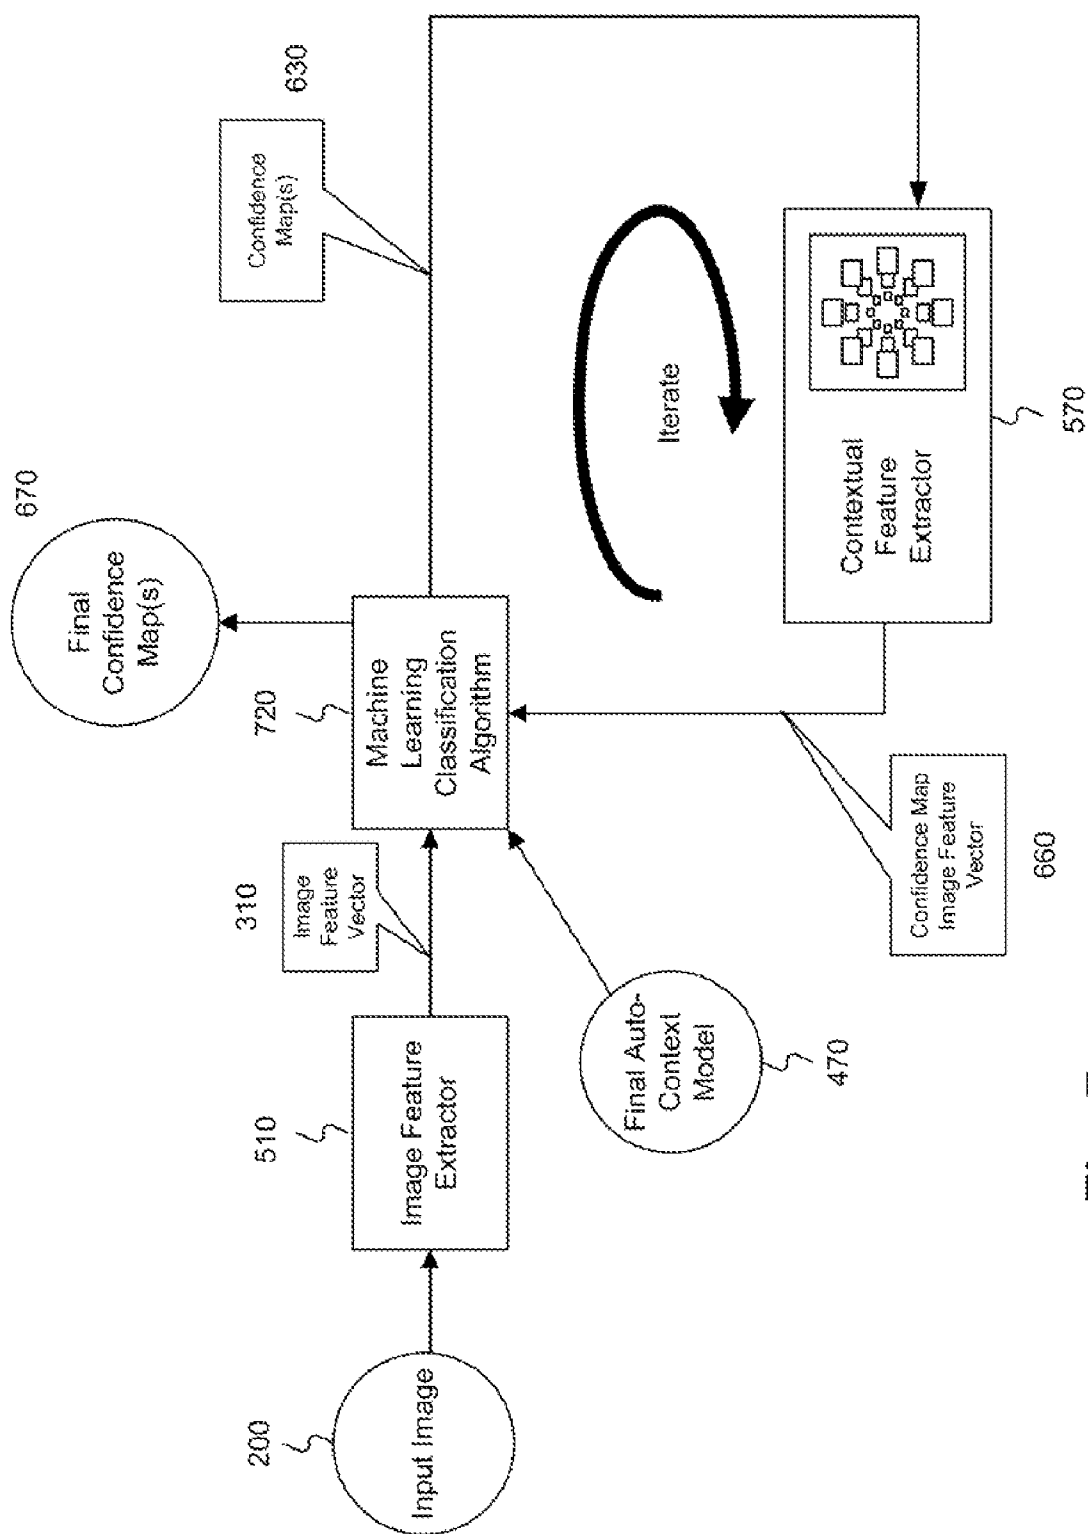 200
Input Image
510
Image Feature
Extractor
310
Image
Feature
Vector
Final Auto-
Context
Model
470
720
Machine
Learning
Classification
Algorithm
670
Final
Confidence
Map(s)
630
Confidence
Map(s)
Iterate
Contextual
Feature
Extractor
570
Confidence Map
Image Feature
Vector
660